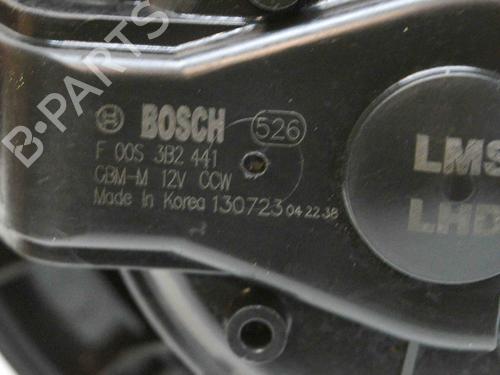 B-PARTS
BOSCH 526
F 00S 3B2 441
GBM-M 12V CCW
Made In Korea 130723 04 22:38
LMS
LHD